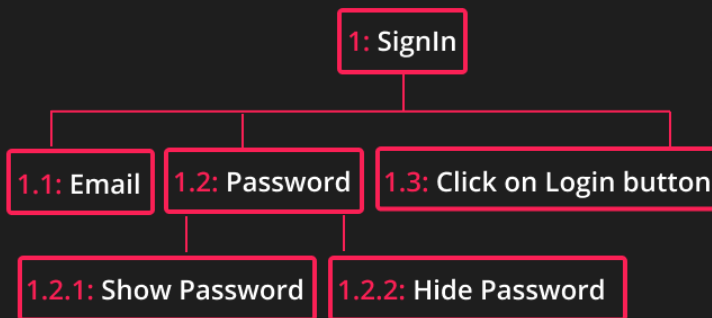 1: SignIn
1.1: Email
1.2: Password
1.3: Click on Login button
1.2.1: Show Password
1.2.2: Hide Password